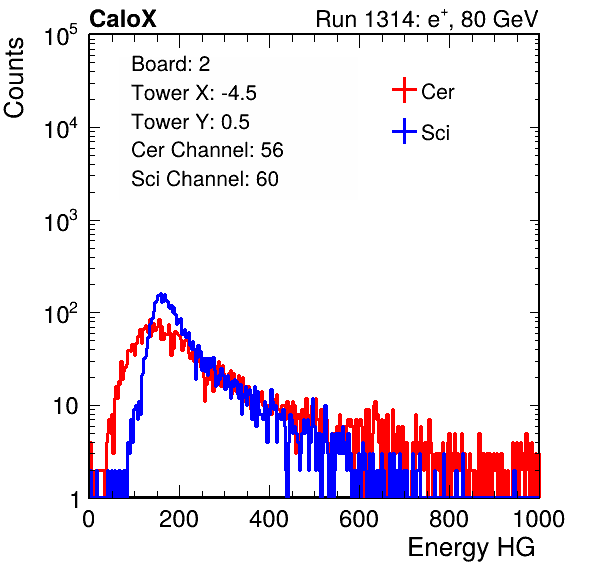 CaloX Run 1314: e⁺, 80 GeV
Counts
Board: 2
Tower X: -4.5
Tower Y: 0.5
Cer Channel: 56
Sci Channel: 60
Cer
Sci
10⁵
10⁴
10³
10²
10
1
0 200 400 600 800 1000
Energy HG